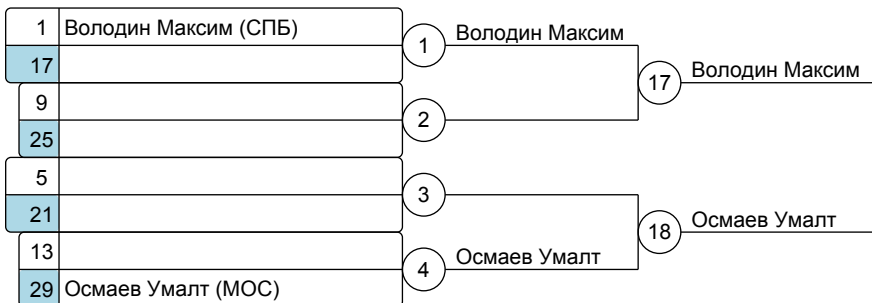 1 Володин Максим (СПБ)
17
9
25
5
21
13
29 Осмаев Умалт (МОС)
1 Володин Максим
2
3
4 Осмаев Умалт
17 Володин Максим
18 Осмаев Умалт